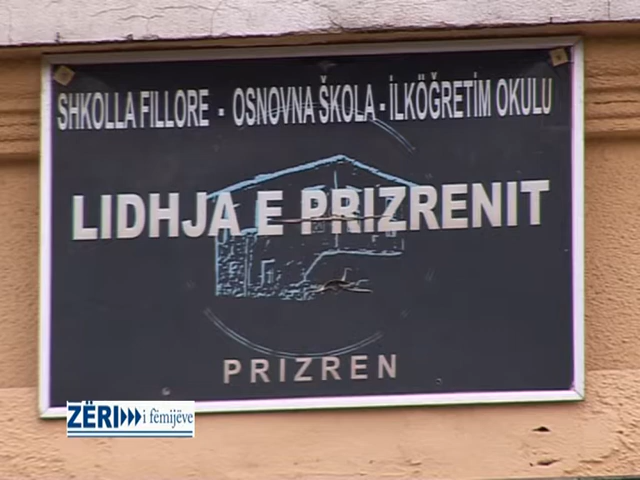 SHKOLLA FILLORE - OSNOVNA ŠKOLA - İLKÖĞRETİM OKULU
LIDHJA E PRIZRENIT
PRIZREN
ZËRI i fëmijëve